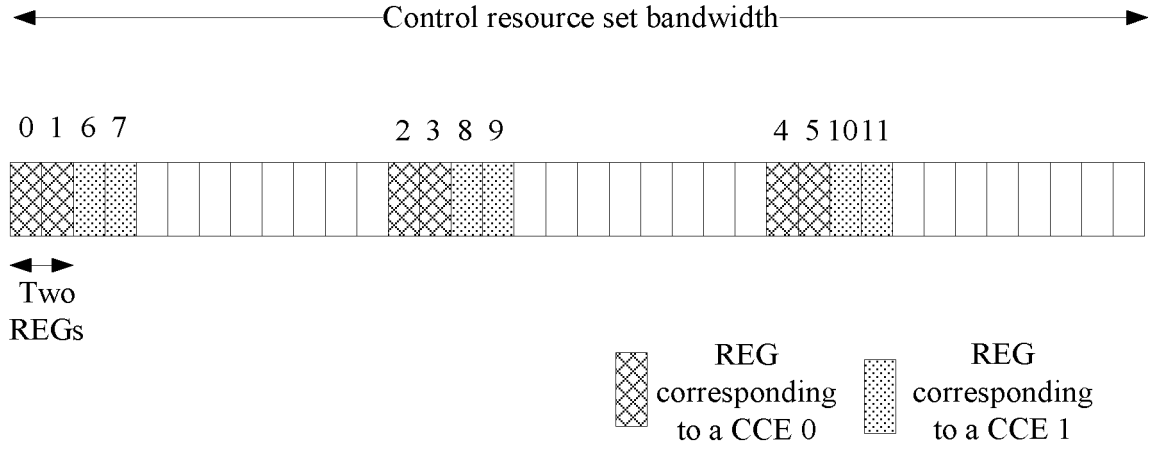 Control resource set bandwidth
0 1 6 7 2 3 8 9 4 5 10 11
Two
REGs
REG
corresponding
to a CCE 0
REG
corresponding
to a CCE 1